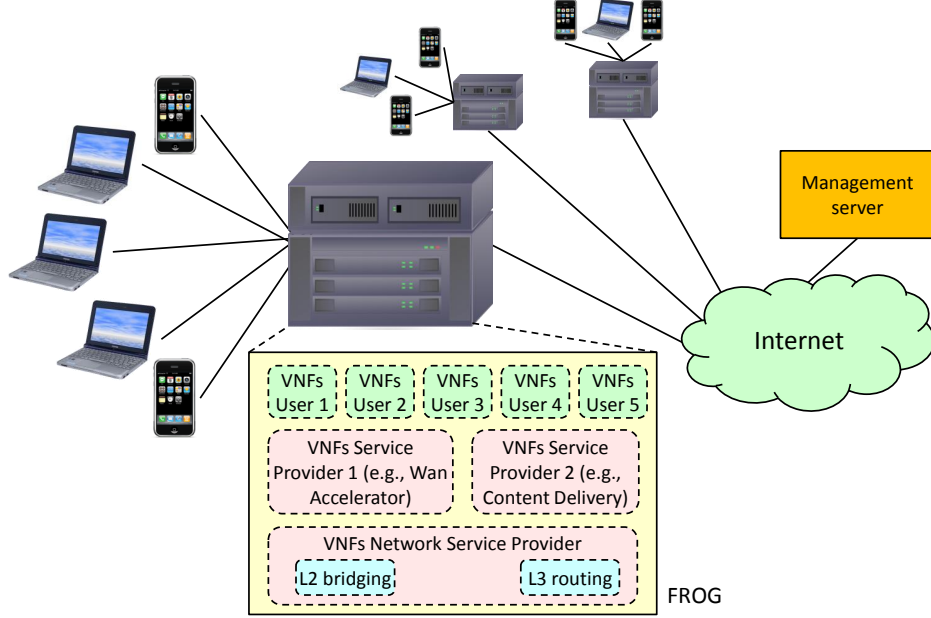 Management
server
Internet
VNFs
User 1
VNFs
User 2
VNFs
User 3
VNFs
User 4
VNFs
User 5
VNFs Service
Provider 1 (e.g., Wan
Accelerator)
VNFs Service
Provider 2 (e.g.,
Content Delivery)
VNFs Network Service Provider
L2 bridging
L3 routing
FROG